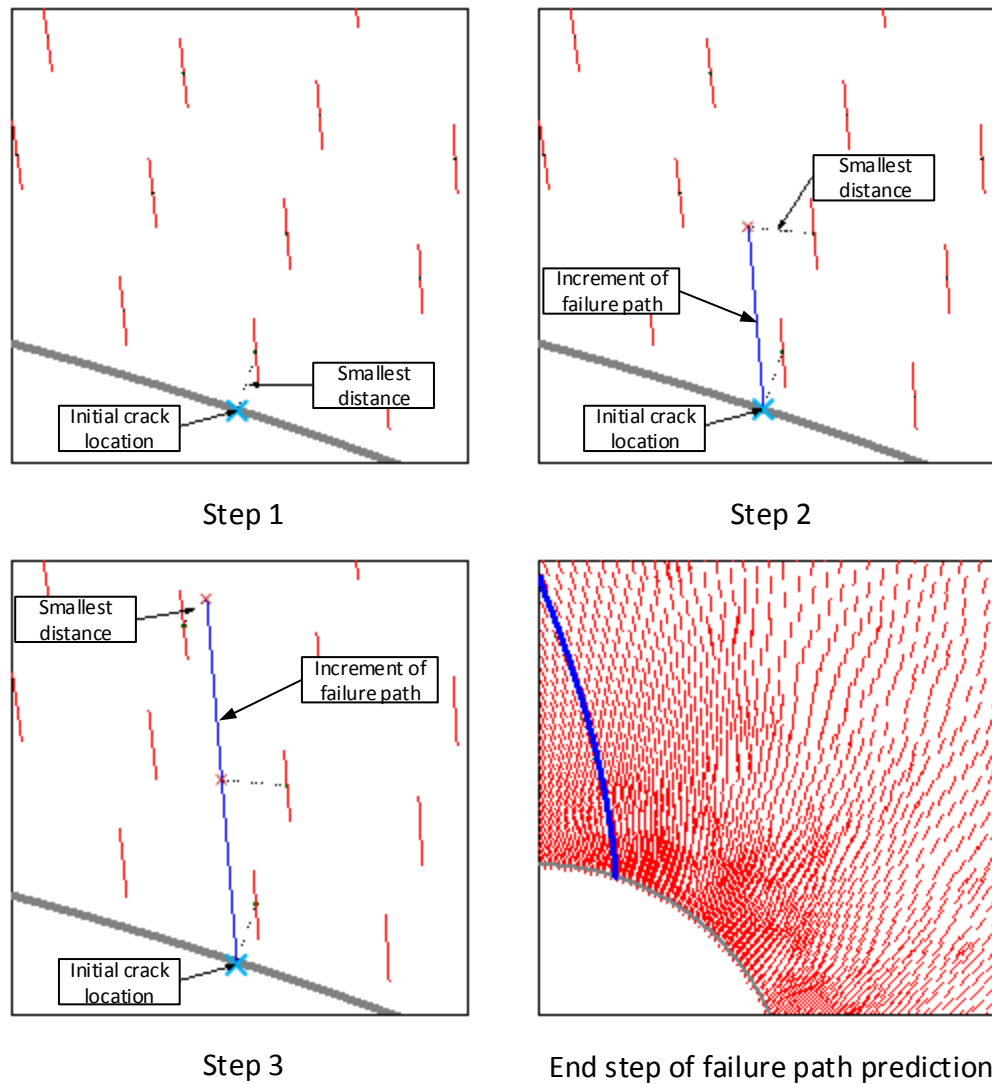 Smallest
distance
Initial crack
location
Step 1
Smallest
distance
Increment of
failure path
Initial crack
location
Step 2
Smallest
distance
Increment of
failure path
Initial crack
location
Step 3
End step of failure path prediction